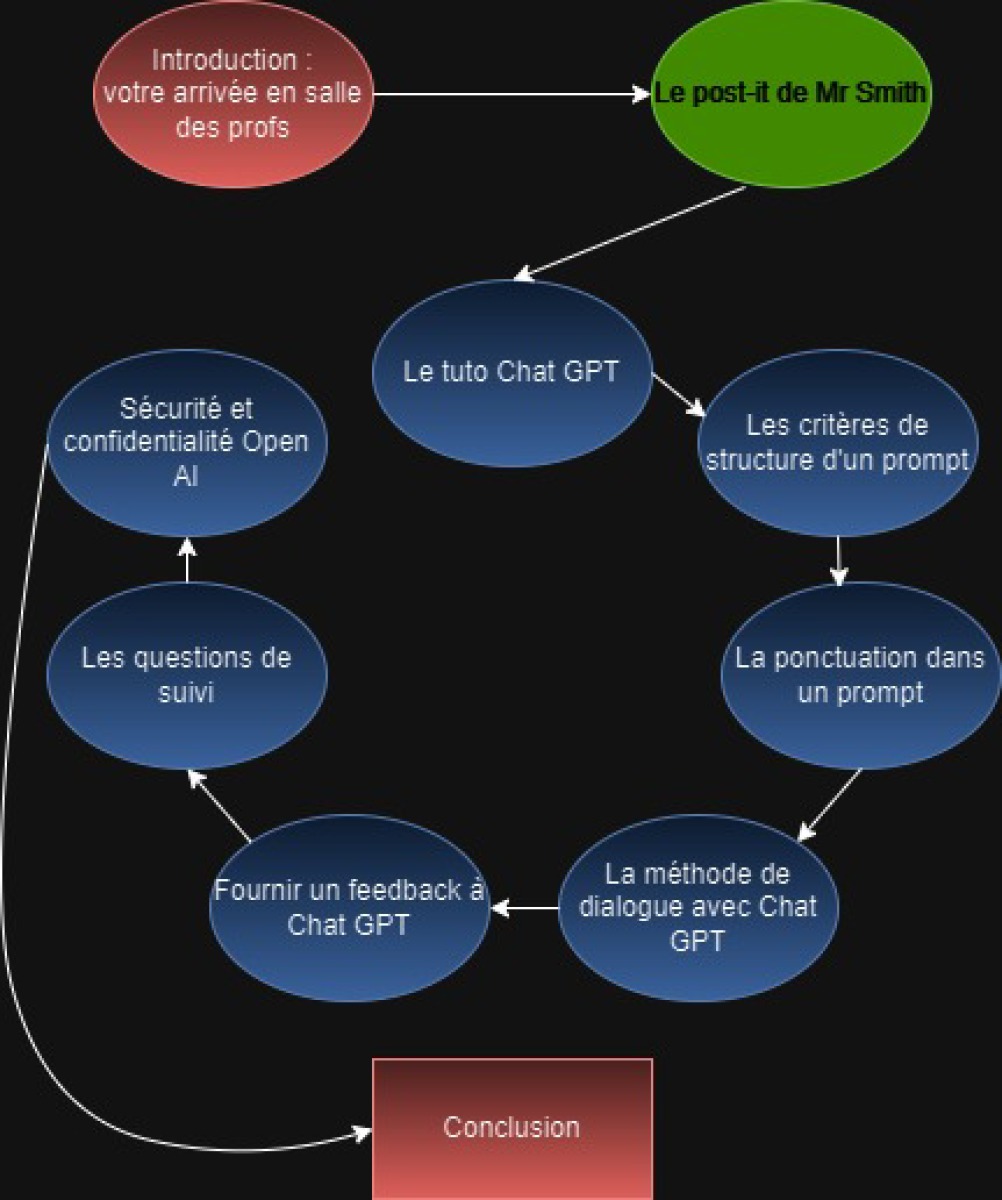 Introduction :
votre arrivée en salle
des profs
Le post-it de Mr Smith
Le tuto Chat GPT
Les critères de
structure d'un prompt
La ponctuation dans
un prompt
La méthode de
dialogue avec Chat
GPT
Fournir un feedback à
Chat GPT
Les questions de
suivi
Sécurité et
confidentialité Open
AI
Conclusion